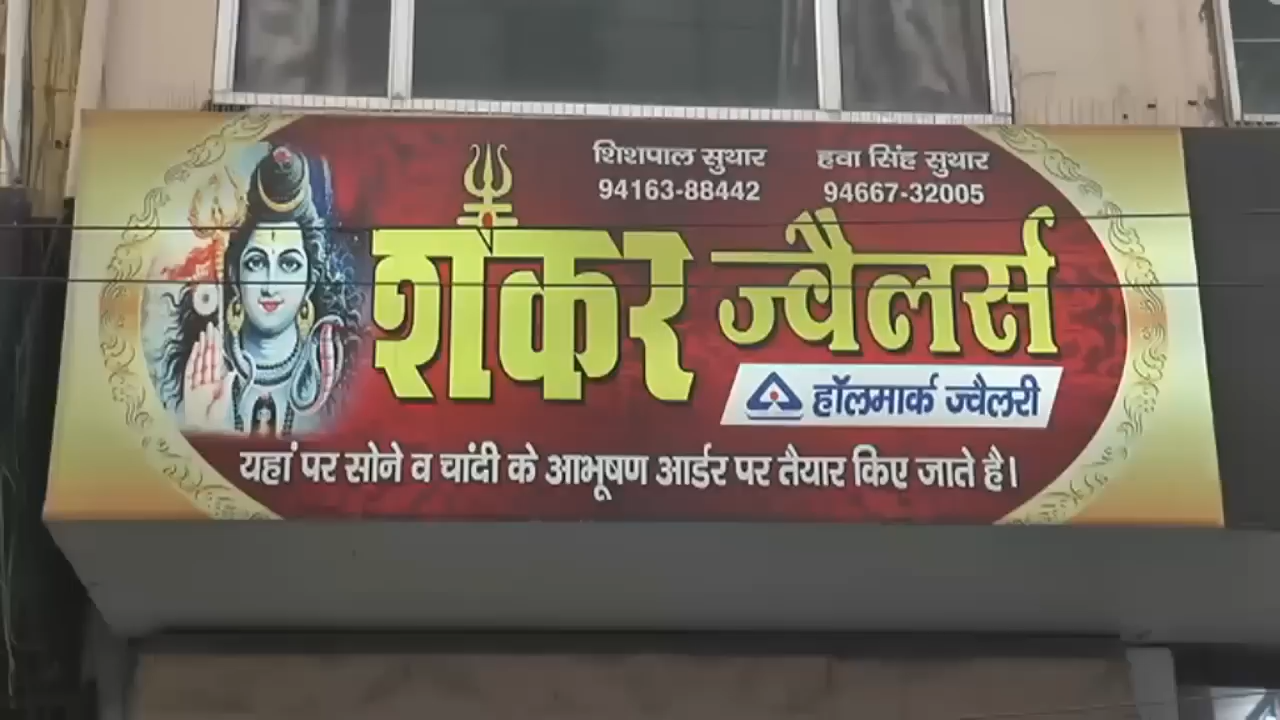 शिशपाल सुथार हवा सिंह सुथार
94163-88442 94667-32005
शंकर ज्वैलर्स
हॉलमार्क ज्वैलरी
यहां पर सोने व चांदी के आभूषण आर्डर पर तैयार किए जाते है।